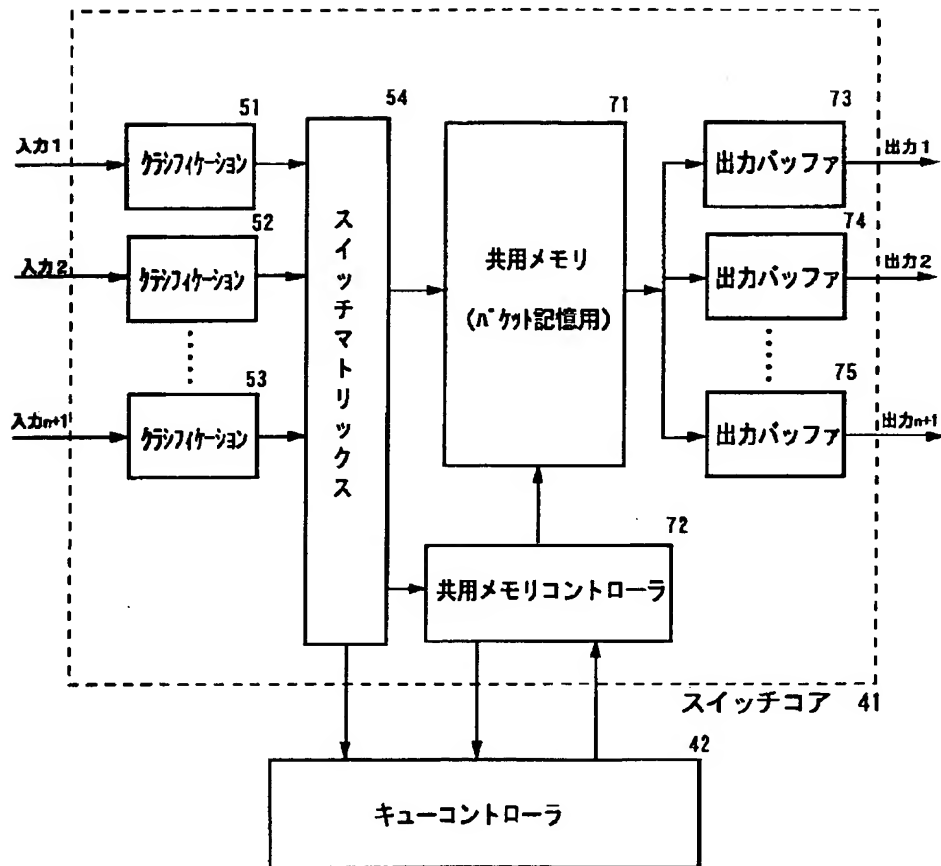 51
54
71
73
入力1
クラシフィケーション
出力バッファ
出力1
52
74
入力2
クラシフィケーション
スイッチマトリックス
共用メモリ
(パケット記憶用)
出力バッファ
出力2
53
75
入力n+1
クラシフィケーション
出力バッファ
出力n+1
72
共用メモリコントローラ
スイッチコア 41
42
キューコントローラ